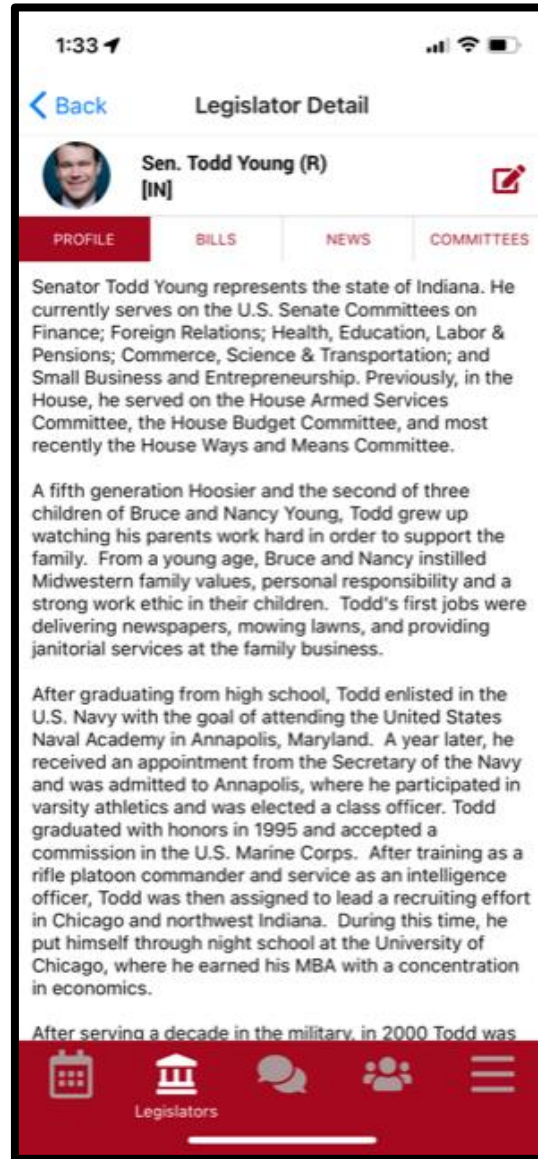 1:33
Back
Legislator Detail
Sen. Todd Young (R)
[IN]
PROFILE
BILLS
NEWS
COMMITTEES
Senator Todd Young represents the state of Indiana. He
currently serves on the U.S. Senate Committees on
Finance; Foreign Relations; Health, Education, Labor &
Pensions; Commerce, Science & Transportation; and
Small Business and Entrepreneurship. Previously, in the
House, he served on the House Armed Services
Committee, the House Budget Committee, and most
recently the House Ways and Means Committee.
A fifth generation Hoosier and the second of three
children of Bruce and Nancy Young, Todd grew up
watching his parents work hard in order to support the
family.  From a young age, Bruce and Nancy instilled
Midwestern family values, personal responsibility and a
strong work ethic in their children.  Todd's first jobs were
delivering newspapers, mowing lawns, and providing
janitorial services at the family business.
After graduating from high school, Todd enlisted in the
U.S. Navy with the goal of attending the United States
Naval Academy in Annapolis, Maryland.  A year later, he
received an appointment from the Secretary of the Navy
and was admitted to Annapolis, where he participated in
varsity athletics and was elected a class officer. Todd
graduated with honors in 1995 and accepted a
commission in the U.S. Marine Corps.  After training as a
rifle platoon commander and service as an intelligence
officer, Todd was then assigned to lead a recruiting effort
in Chicago and northwest Indiana.  During this time, he
put himself through night school at the University of
Chicago, where he earned his MBA with a concentration
in economics.
After serving a decade in the military, in 2000 Todd was
Legislators